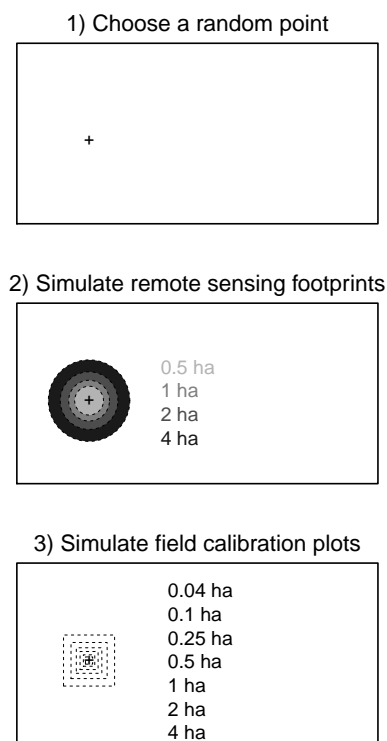 1) Choose a random point
2) Simulate remote sensing footprints
0.5 ha
1 ha
2 ha
4 ha
3) Simulate field calibration plots
0.04 ha
0.1 ha
0.25 ha
0.5 ha
1 ha
2 ha
4 ha